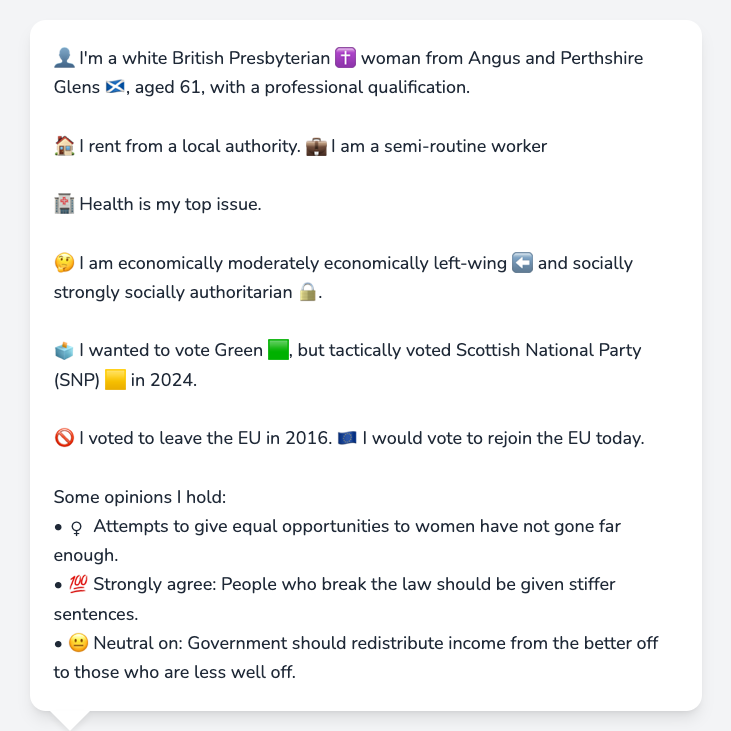 👤 I'm a white British Presbyterian ✝️ woman from Angus and Perthshire
Glens 🏴󠁧󠁢󠁳󠁣󠁴󠁿, aged 61, with a professional qualification.
🏠 I rent from a local authority. 💼 I am a semi-routine worker
🏥 Health is my top issue.
🤔 I am economically moderately economically left-wing ⬅️ and socially
strongly socially authoritarian 🔒.
🗳️ I wanted to vote Green 🟩, but tactically voted Scottish National Party
(SNP) 🟨 in 2024.
🚫 I voted to leave the EU in 2016. 🇪🇺 I would vote to rejoin the EU today.
Some opinions I hold:
• ♀ Attempts to give equal opportunities to women have not gone far
enough.
• 💯 Strongly agree: People who break the law should be given stiffer
sentences.
• 😐 Neutral on: Government should redistribute income from the better off
to those who are less well off.